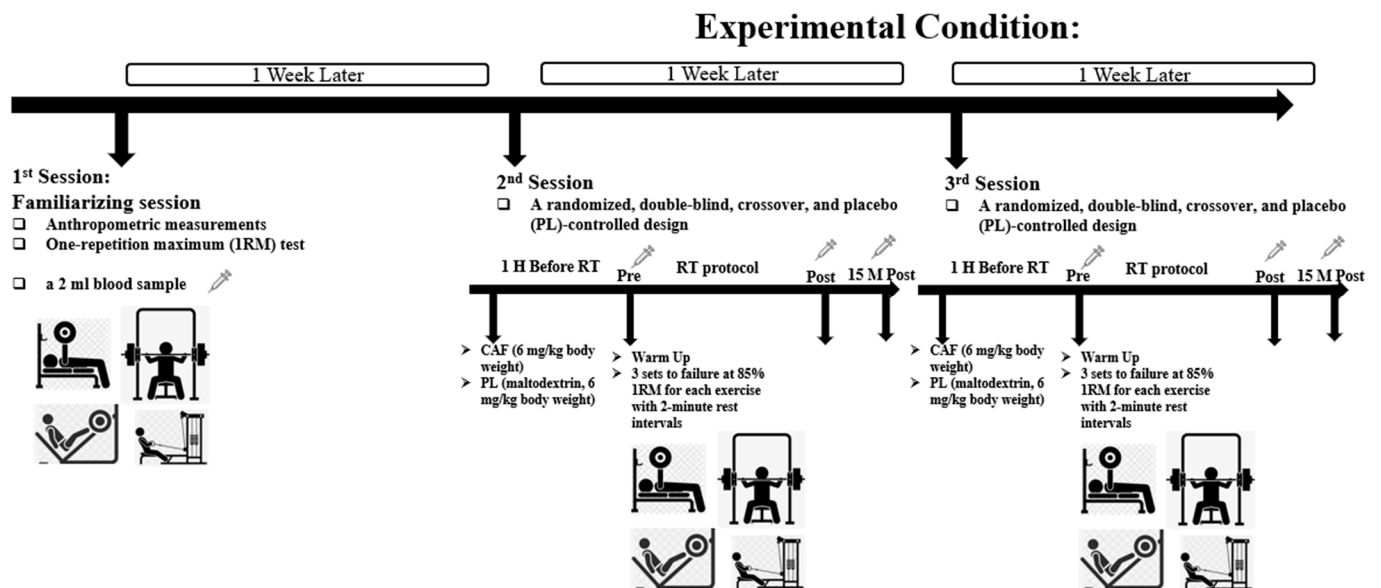 Experimental Condition:
1 Week Later
1 Week Later
1 Week Later
1st Session:
Familiarizing session
❑ Anthropometric measurements
❑ One-repetition maximum (1RM) test
❑ a 2 ml blood sample
2nd Session
❑ A randomized, double-blind, crossover, and placebo
(PL)-controlled design
1 H Before RT
Pre
RT protocol
Post
15 M Post
➢ CAF (6 mg/kg body
weight)
➢ PL (maltodextrin, 6
mg/kg body weight)
➢ Warm Up
➢ 3 sets to failure at 85%
1RM for each exercise
with 2-minute rest
intervals
3rd Session
❑ A randomized, double-blind, crossover, and placebo
(PL)-controlled design
1 H Before RT
Pre
RT protocol
Post
15 M Post
➢ CAF (6 mg/kg body
weight)
➢ PL (maltodextrin, 6
mg/kg body weight)
➢ Warm Up
➢ 3 sets to failure at 85%
1RM for each exercise
with 2-minute rest
intervals